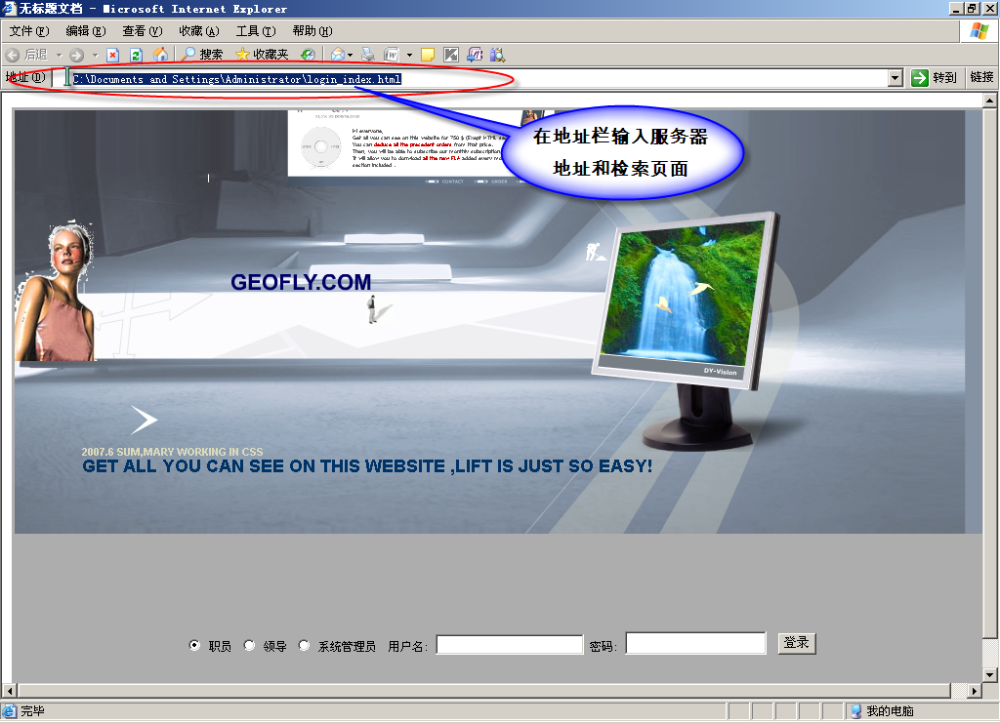 无标题文档 - Microsoft Internet Explorer
文件(F) 编辑(E) 查看(V) 收藏(A) 工具(T) 帮助(H)
后退 搜索 收藏夹
地址(D) C:\Documents and Settings\Administrator\login_index.html 转到 链接
在地址栏输入服务器
地址和检索页面
Hi everyone,
Get all you can see on this website for 750 $ (Exept HTML
You can deduce all the precedent orders from that price.
Then, you will be able to subscribe our monthly subscription
It will allow you to download all the new FLA added every
section included .
CONTACT ORDER
GEOFLY.COM
DY-Vision
2007.6 SUM,MARY WORKING IN CSS
GET ALL YOU CAN SEE ON THIS WEBSITE ,LIFT IS JUST SO EASY!
职员 领导 系统管理员 用户名: 密码: 登录
完毕 我的电脑